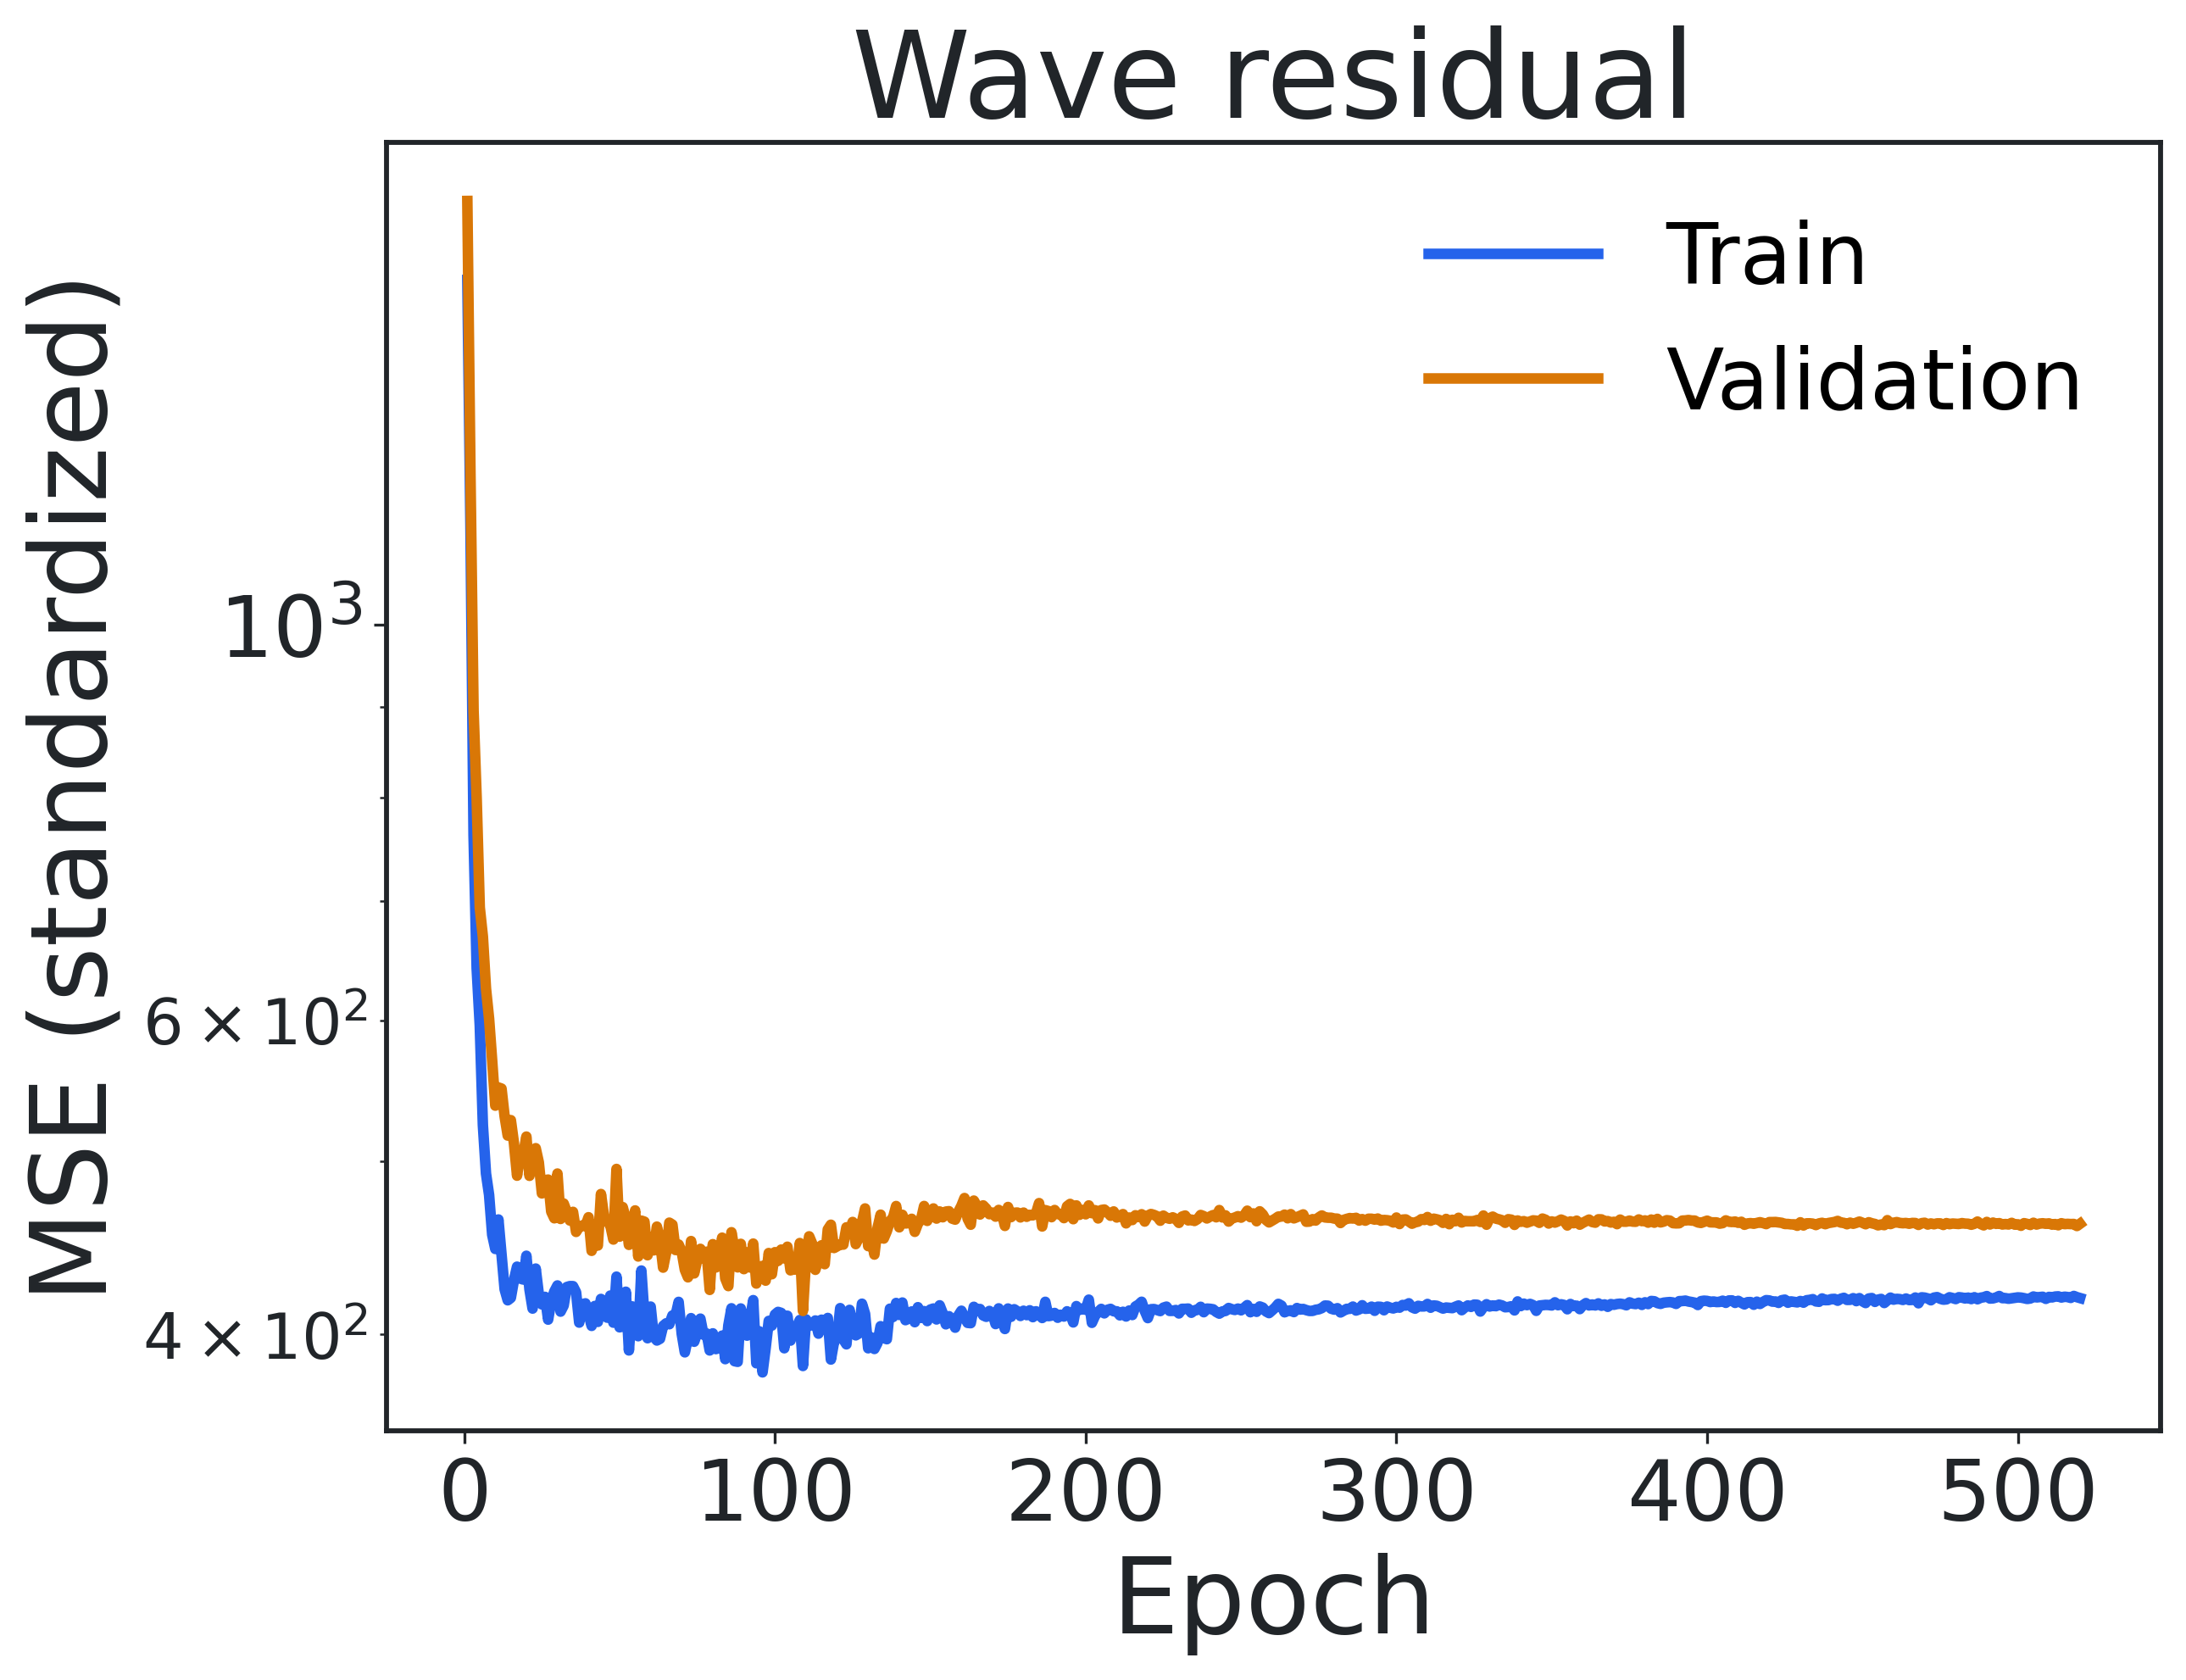 Wave residual
MSE (standardized)
10³
6 × 10²
4 × 10²
Train
Validation
0 100 200 300 400 500
Epoch